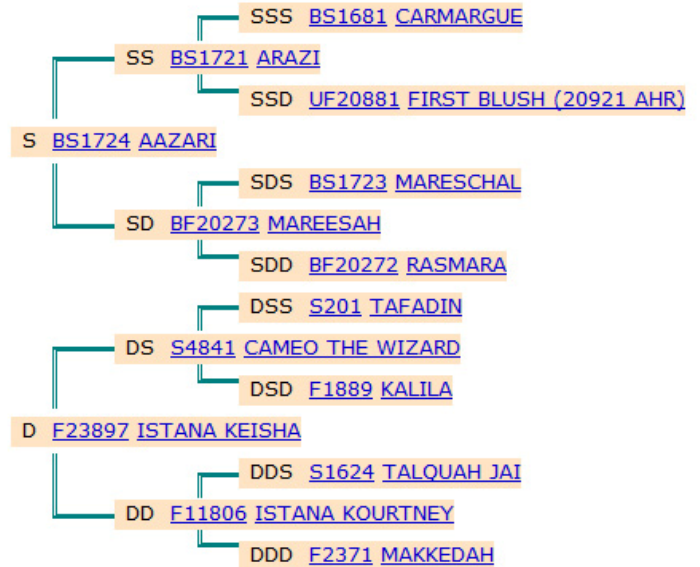 SSS BS1681 CARMARGUE
SS BS1721 ARAZI
SSD UF20881 FIRST BLUSH (20921 AHR)
S BS1724 AAZARI
SDS BS1723 MARESCHAL
SD BF20273 MAREESAH
SDD BF20272 RASMARA
DSS S201 TAFADIN
DS S4841 CAMEO THE WIZARD
DSD F1889 KALILA
D F23897 ISTANA KEISHA
DDS S1624 TALQUAH JAI
DD F11806 ISTANA KOURTNEY
DDD F2371 MAKKEDAH